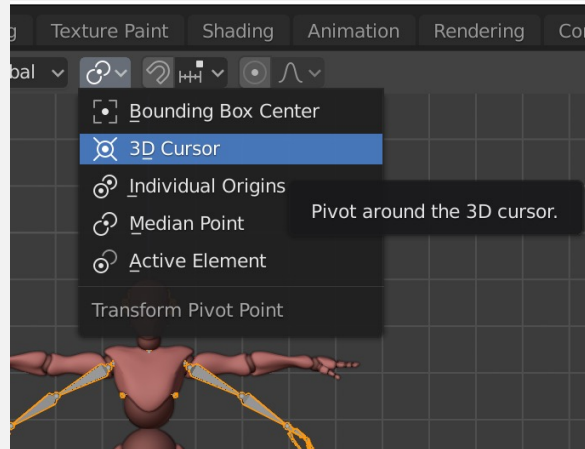 Texture Paint Shading Animation Rendering
bal
Bounding Box Center
3D Cursor
Individual Origins
Pivot around the 3D cursor.
Median Point
Active Element
Transform Pivot Point